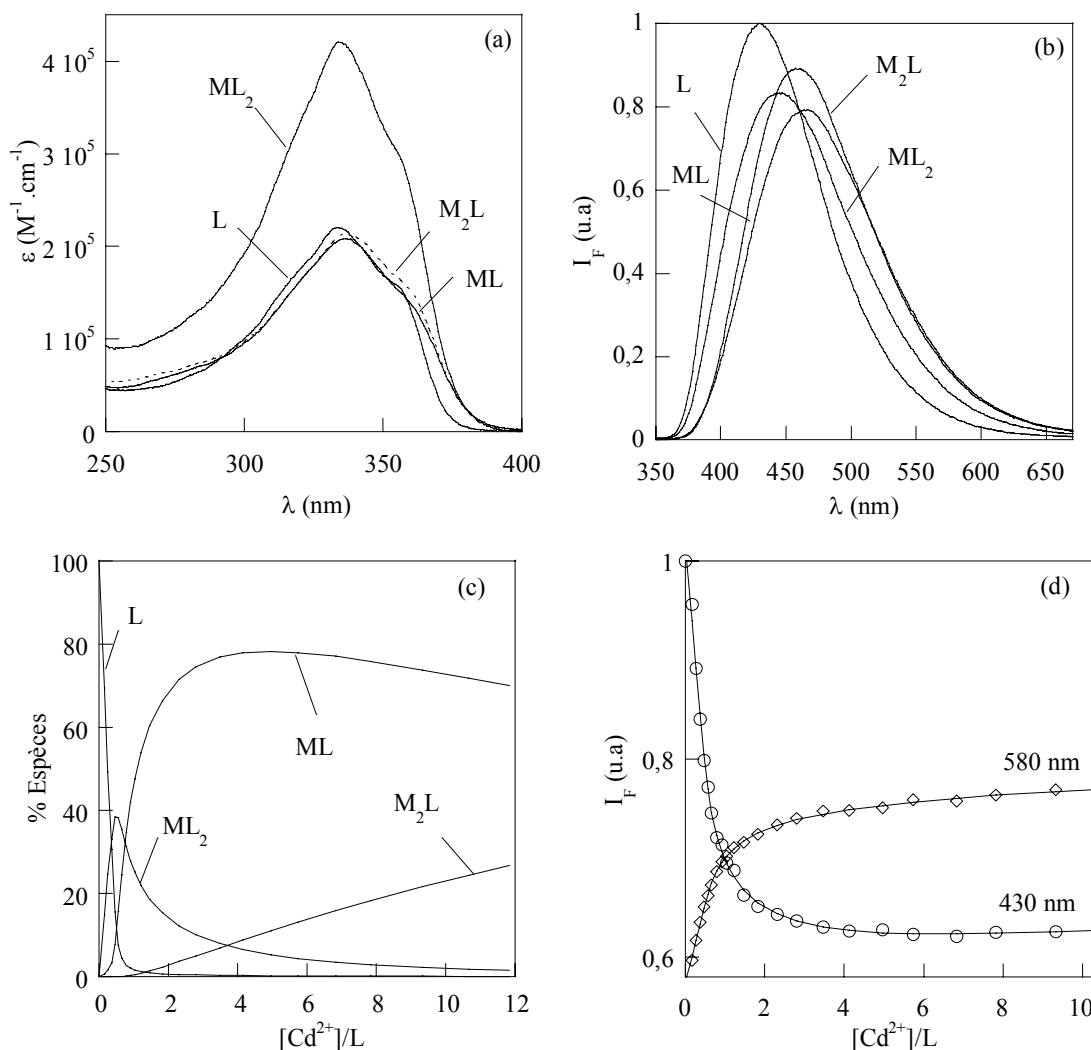 (a)
4 10⁵
3 10⁵
2 10⁵
1 10⁵
0
ε (M⁻¹.cm⁻¹)
ML₂
L
M₂L
ML
250 300 350 400
λ (nm)
(b)
1
0,8
0,6
0,4
0,2
0
I_F (u.a)
L
M₂L
ML
ML₂
350 400 450 500 550 600 650
λ (nm)
(c)
100
80
60
40
20
0
% Espèces
L
ML
ML₂
M₂L
0 2 4 6 8 10 12
[Cd²⁺]/L
(d)
1
0,8
0,6
I_F (u.a)
580 nm
430 nm
0 2 4 6 8 10
[Cd²⁺]/L